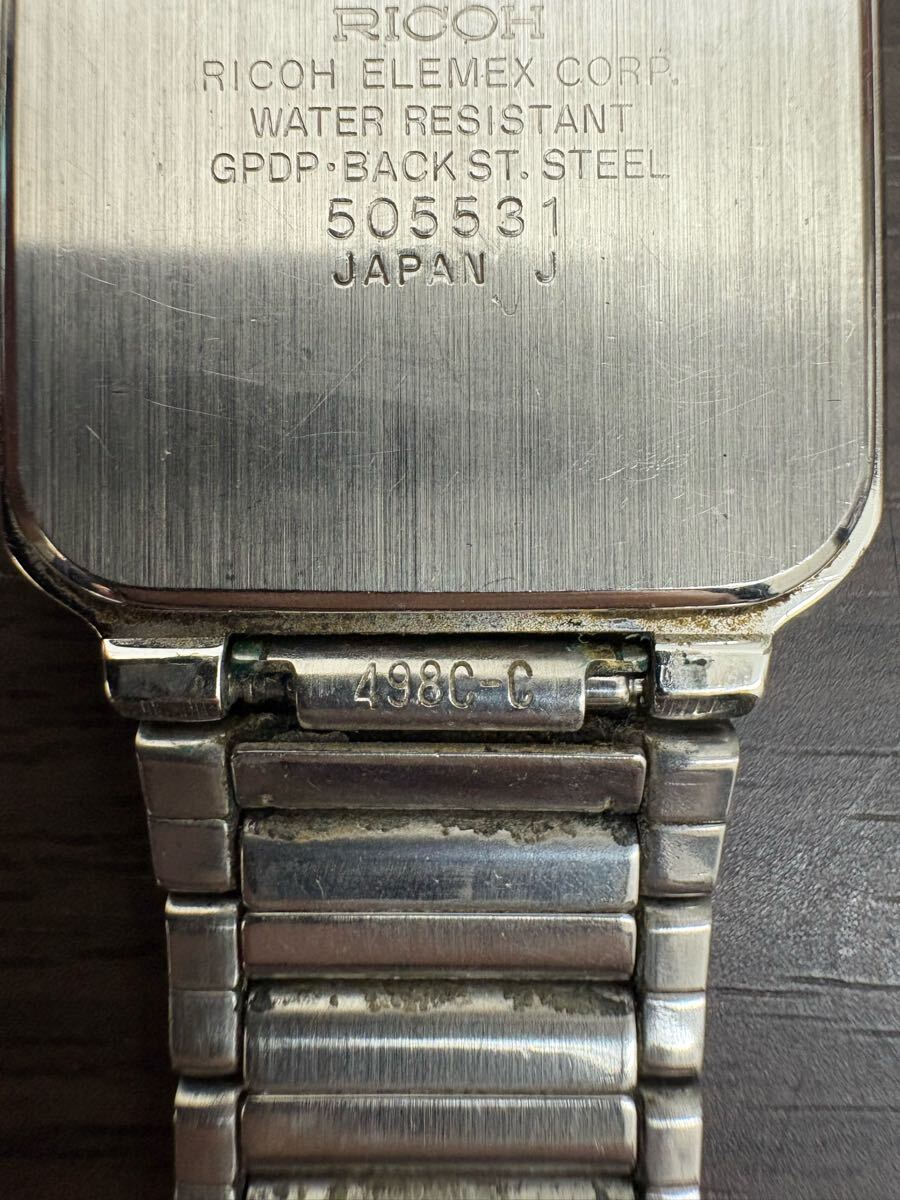 RICOH
RICOH ELEMEX CORP.
WATER RESISTANT
GPDP·BACK ST. STEEL
505531
JAPAN J
498C-C